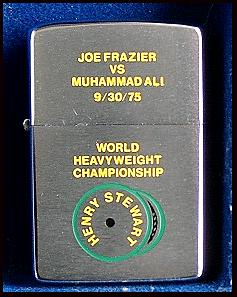 JOE FRAZIER
VS
MUHAMMAD ALI
9/30/75
WORLD
HEAVYWEIGHT
CHAMPIONSHIP
HENRY STEWART